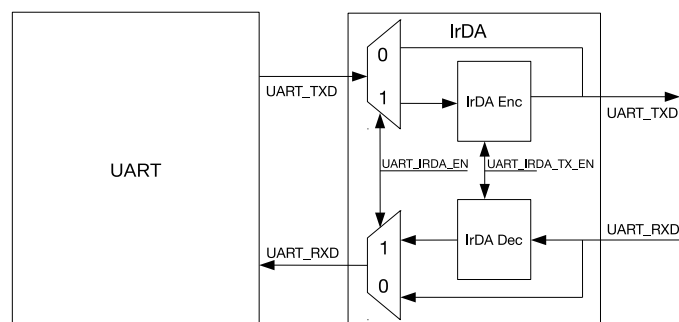 IrDA
0
1
UART_TXD
IrDA Enc
UART_TXD
UART_IRDA_EN
UART_IRDA_TX_EN
UART
UART_RXD
1
0
IrDA Dec
UART_RXD